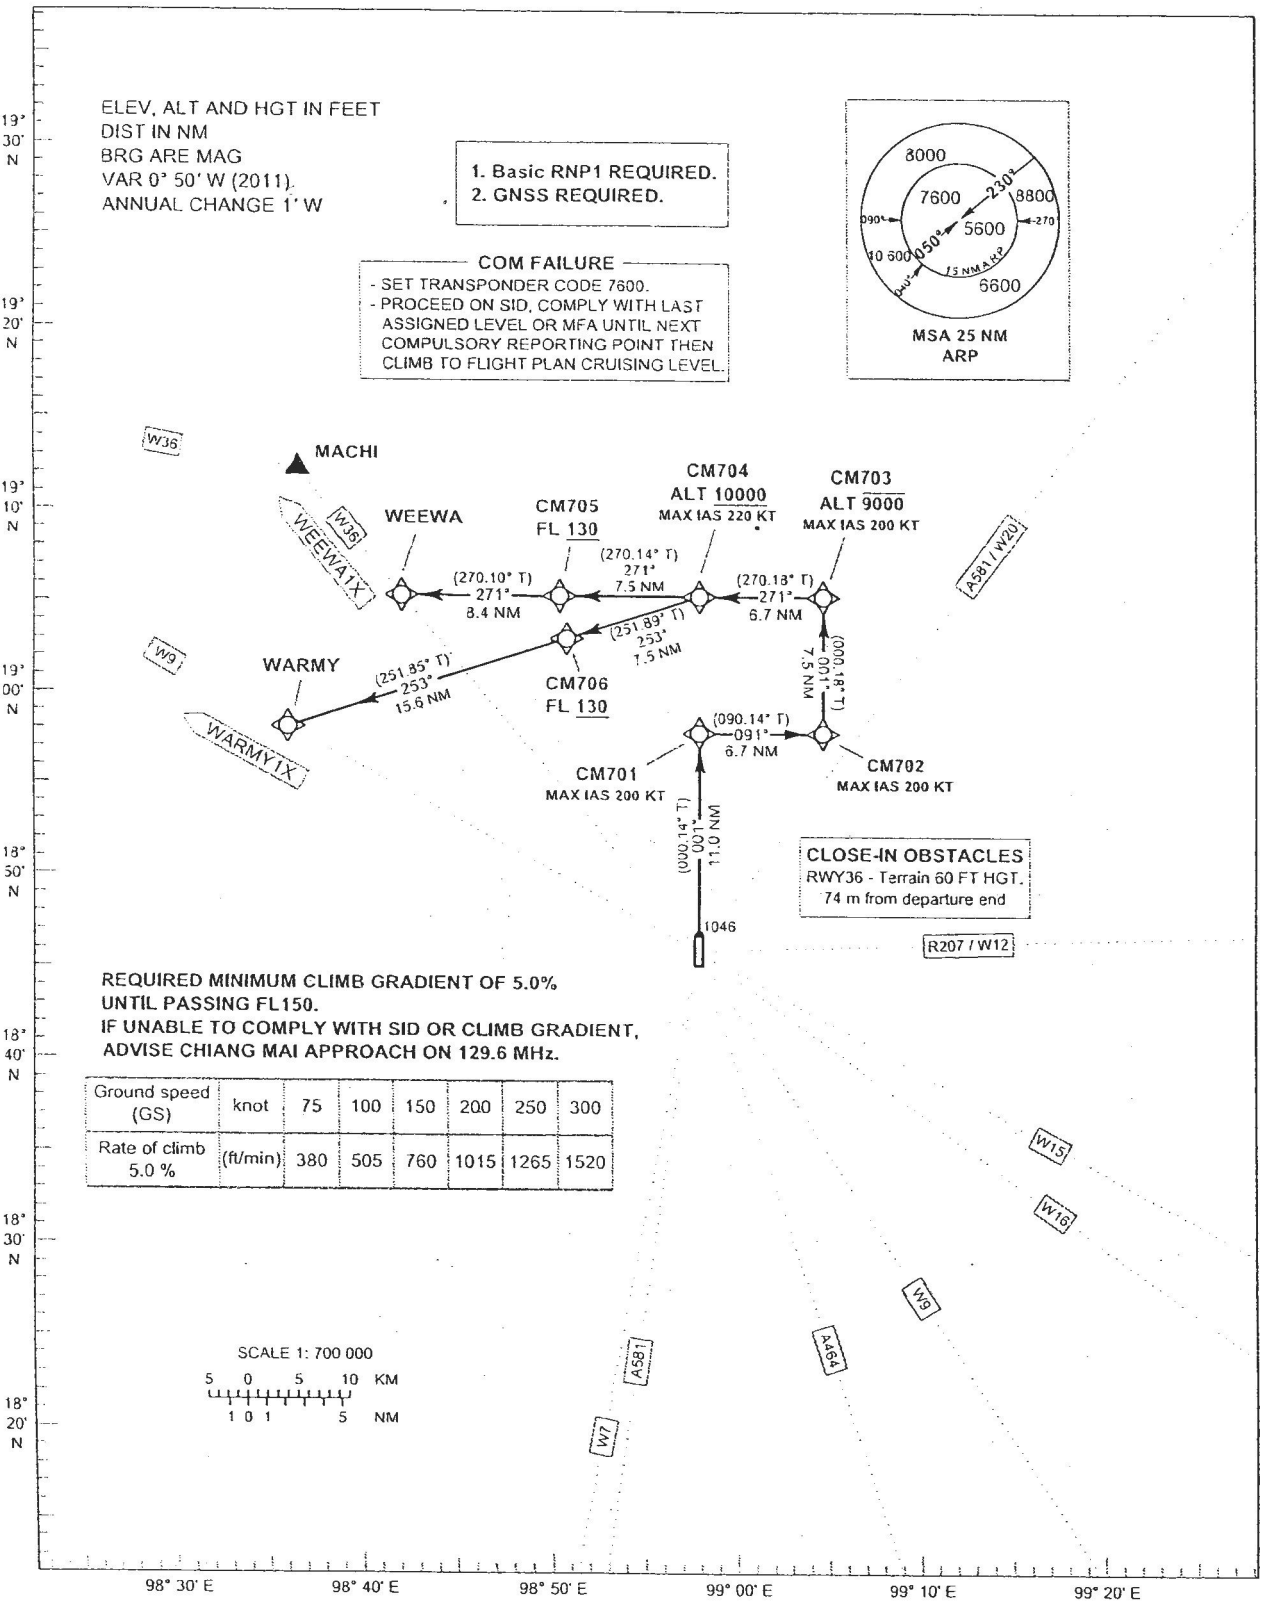 ELEV, ALT AND HGT IN FEET
DIST IN NM
BRG ARE MAG
VAR 0° 50' W (2011)
ANNUAL CHANGE 1' W
1. Basic RNP1 REQUIRED.
2. GNSS REQUIRED.
COM FAILURE
- SET TRANSPONDER CODE 7600.
- PROCEED ON SID, COMPLY WITH LAST
ASSIGNED LEVEL OR MFA UNTIL NEXT
COMPULSORY REPORTING POINT THEN
CLIMB TO FLIGHT PLAN CRUISING LEVEL.
8000
7600
230°
8800
090°
5600
270°
050°
10 600
15 NM ARP
040°
6600
MSA 25 NM
ARP
19°
30'
N
19°
20'
N
19°
10'
N
19°
00'
N
18°
50'
N
18°
40'
N
18°
30'
N
18°
20'
N
W36
MACHI
W36
WEEWA1X
WEEWA
CM705
FL 130
CM704
ALT 10000
MAX IAS 220 KT
CM703
ALT 9000
MAX IAS 200 KT
A581 / W20
(270.10° T)
271°
8.4 NM
(270.14° T)
271°
7.5 NM
(270.18° T)
271°
6.7 NM
(251.89° T)
253°
7.5 NM
(000.18° T)
001°
7.5 NM
W9
WARMY
(251.85° T)
253°
15.6 NM
CM706
FL 130
WARMY1X
(090.14° T)
091°
6.7 NM
CM701
MAX IAS 200 KT
CM702
MAX IAS 200 KT
(000.14° T)
001°
11.0 NM
CLOSE-IN OBSTACLES
RWY36 - Terrain 60 FT HGT.
74 m from departure end
1046
R207 / W12
REQUIRED MINIMUM CLIMB GRADIENT OF 5.0%
UNTIL PASSING FL150.
IF UNABLE TO COMPLY WITH SID OR CLIMB GRADIENT,
ADVISE CHIANG MAI APPROACH ON 129.6 MHz.
Ground speed
(GS) knot 75 100 150 200 250 300
Rate of climb
5.0 % (ft/min) 380 505 760 1015 1265 1520
W15
W16
W9
A464
A581
W7
SCALE 1: 700 000
5 0 5 10 KM
1 0 1 5 NM
98° 30' E 98° 40' E 98° 50' E 99° 00' E 99° 10' E 99° 20' E